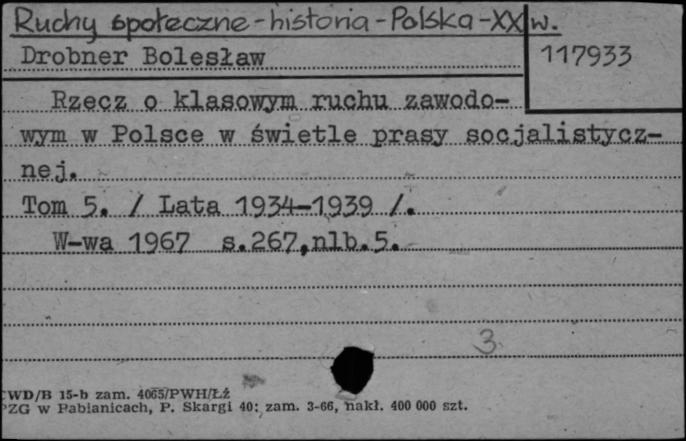 Ruchy społeczne-historia-Polska-XX w.
Drobner Bolesław
117933
Rzecz o klasowym ruchu zawodo-
wym w Polsce w świetle prasy socjalistycz-
nej.
Tom 5. / Lata 1934-1939 /.
W-wa 1967 s.267,nlb.5.
3
WD/B 15-b zam. 4065/PWH/Łź
PZG w Pabianicach, P. Skargi 40; zam. 3-66, nakł. 400 000 szt.